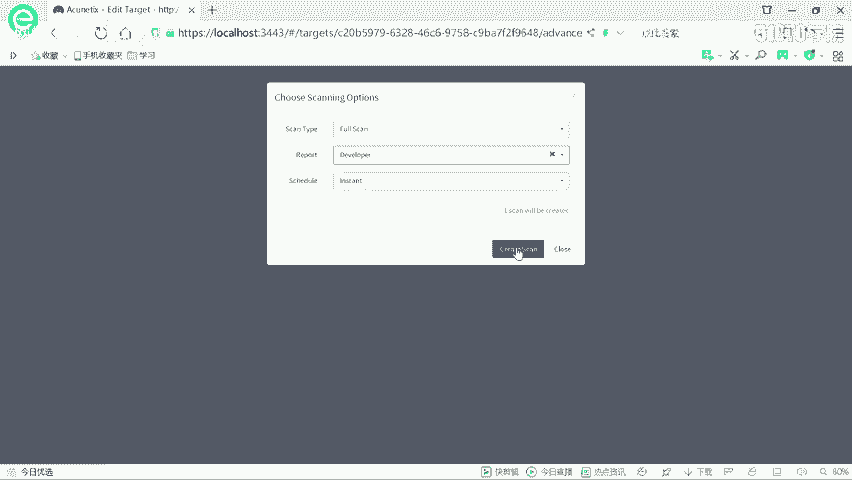 Acunetix - Edit Target - http:/
https://localhost:3443/#/targets/c20b5979-6328-46c6-9758-c9ba7f2f9648/advance
收藏 手机收藏夹 学习
Choose Scanning Options
Scan Type Full Scan
Report Developer
Schedule Instant
1 scan will be created
Create Scan Close
今日优选 快剪辑 今日直播 热点资讯 下载 80%